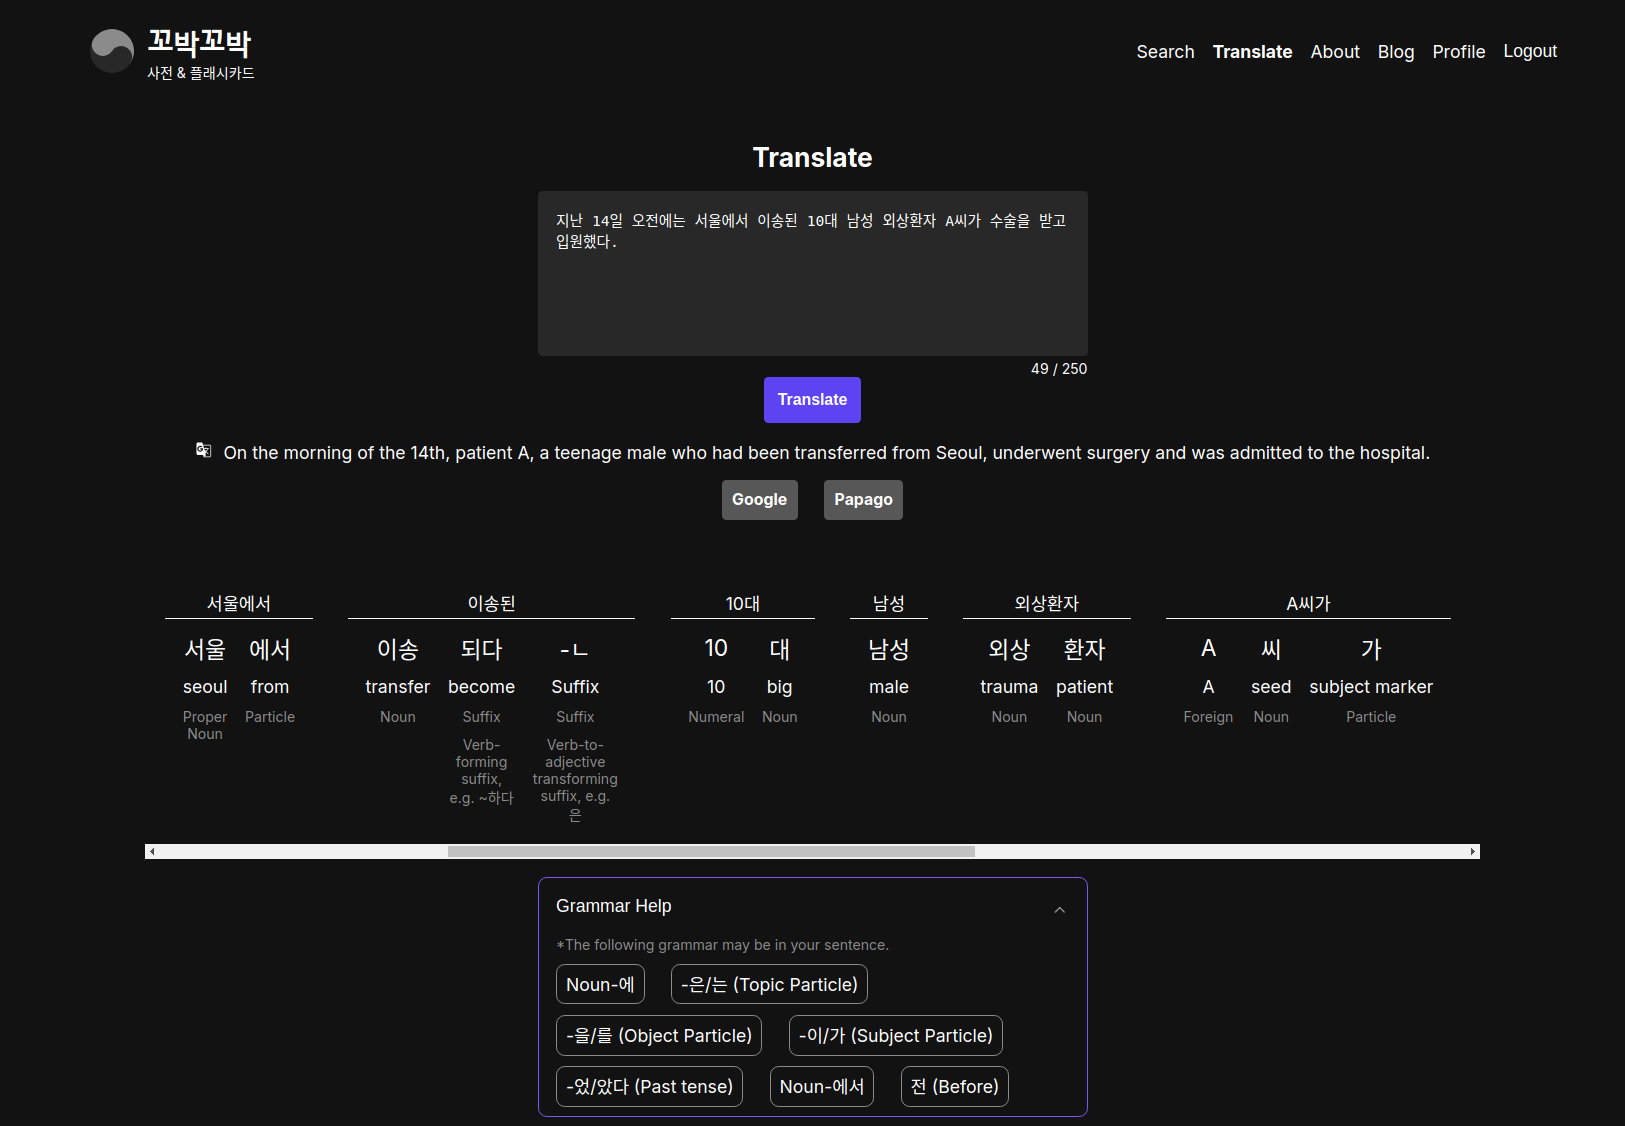 꼬박꼬박
사전 & 플래시카드
Search Translate About Blog Profile Logout
Translate
지난 14일 오전에는 서울에서 이송된 10대 남성 외상환자 A씨가 수술을 받고
입원했다.
49 / 250
Translate
On the morning of the 14th, patient A, a teenage male who had been transferred from Seoul, underwent surgery and was admitted to the hospital.
Google Papago
서울에서 이송된 10대 남성 외상환자 A씨가
서울 에서 이송 되다 -ㄴ 10 대 남성 외상 환자 A 씨 가
seoul from transfer become Suffix 10 big male trauma patient A seed subject marker
Proper Particle Noun Suffix Suffix Numeral Noun Noun Noun Noun Foreign Noun Particle
Noun
Verb- Verb-to-
forming adjective
suffix, transforming
e.g. ~하다 suffix, e.g.
은
Grammar Help
*The following grammar may be in your sentence.
Noun-에 -은/는 (Topic Particle)
-을/를 (Object Particle) -이/가 (Subject Particle)
-었/았다 (Past tense) Noun-에서 전 (Before)